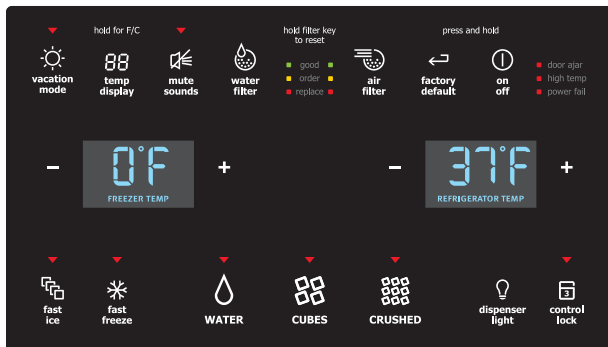 hold for F/C
hold filter key
to reset
press and hold
88
vacation
mode
temp
display
mute
sounds
water
filter
good
order
replace
air
filter
factory
default
on
off
door ajar
high temp
power fail
− 0°F +
FREEZER TEMP
− 37°F +
REFRIGERATOR TEMP
fast
ice
fast
freeze
WATER
CUBES
CRUSHED
dispenser
light
3
control
lock